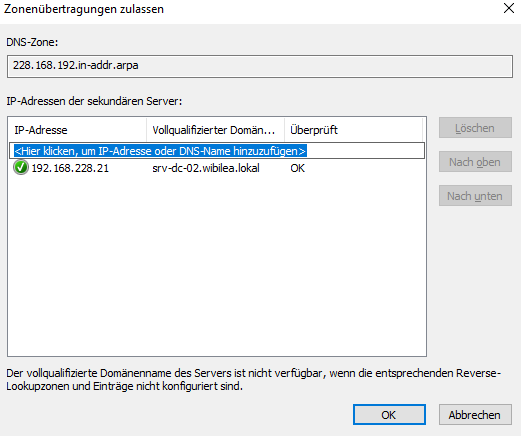 Zonenübertragungen zulassen
DNS-Zone:
228.168.192.in-addr.arpa
IP-Adressen der sekundären Server:
IP-Adresse Vollqualifizierter Domän... Überprüft
<Hier klicken, um IP-Adresse oder DNS-Name hinzuzufügen>
192.168.228.21 srv-dc-02.wibilea.lokal OK
Löschen
Nach oben
Nach unten
Der vollqualifizierte Domänenname des Servers ist nicht verfügbar, wenn die entsprechenden Reverse-
Lookupzonen und Einträge nicht konfiguriert sind.
OK Abbrechen